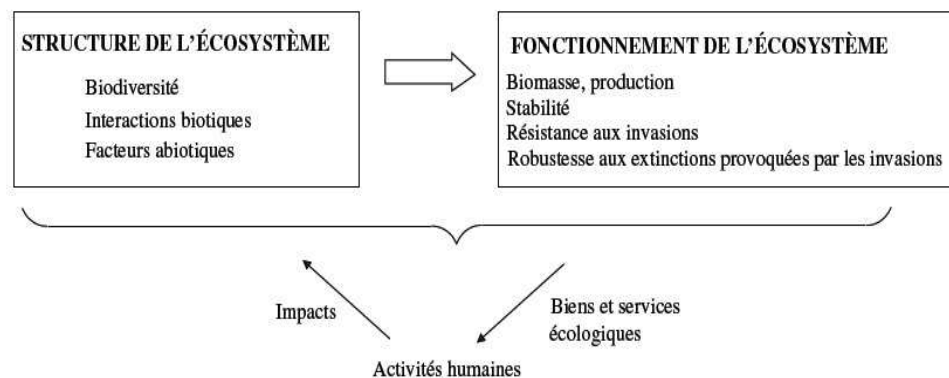 STRUCTURE DE L'ÉCOSYSTÈME
Biodiversité
Interactions biotiques
Facteurs abiotiques
FONCTIONNEMENT DE L'ÉCOSYSTÈME
Biomasse, production
Stabilité
Résistance aux invasions
Robustesse aux extinctions provoquées par les invasions
Impacts
Biens et services
écologiques
Activités humaines